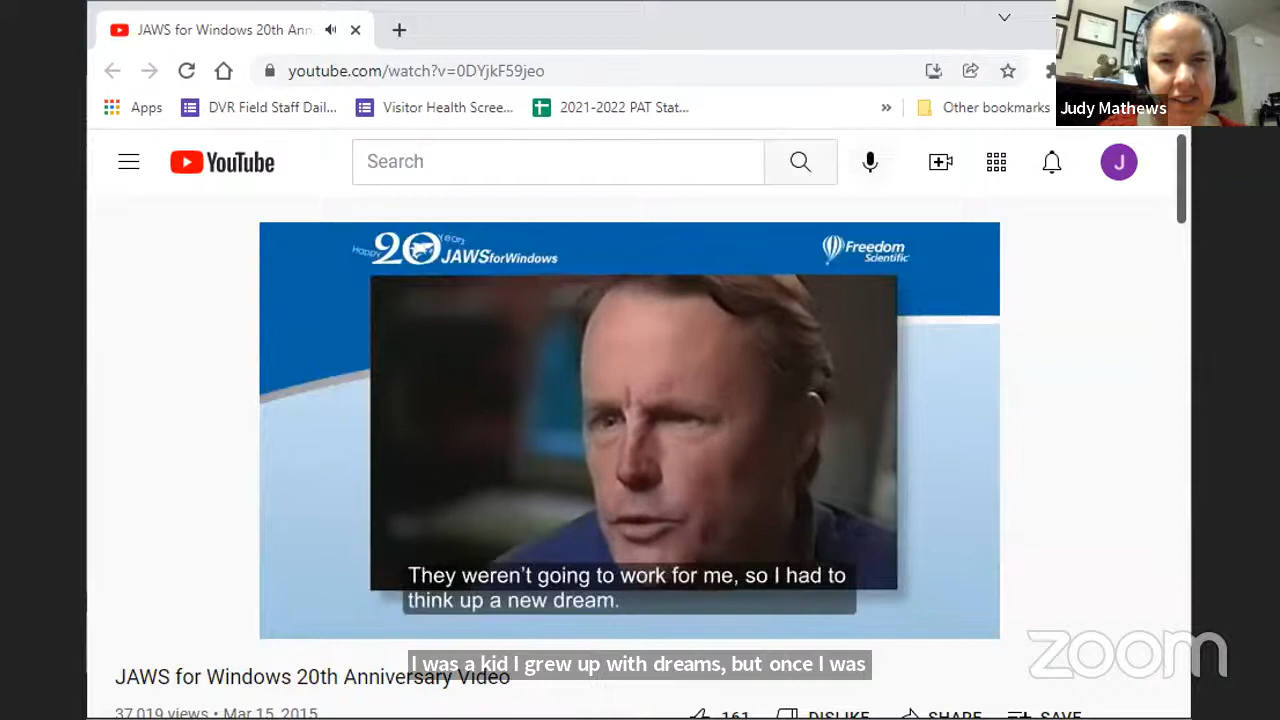 JAWS for Windows 20th Ann
youtube.com/watch?v=0DYjkF59jeo
Apps
DVR Field Staff Dail...
Visitor Health Scree...
2021-2022 PAT Stat...
»
Other bookmarks
Judy Mathews
YouTube
Search
J
Happy 20 Years
JAWS for Windows
Freedom
Scientific
They weren't going to work for me, so I had to
think up a new dream.
I was a kid I grew up with dreams, but once I was
JAWS for Windows 20th Anniversary Video
37,019 views • Mar 15, 2015
161
DISLIKE
SHARE
SAVE
zoom